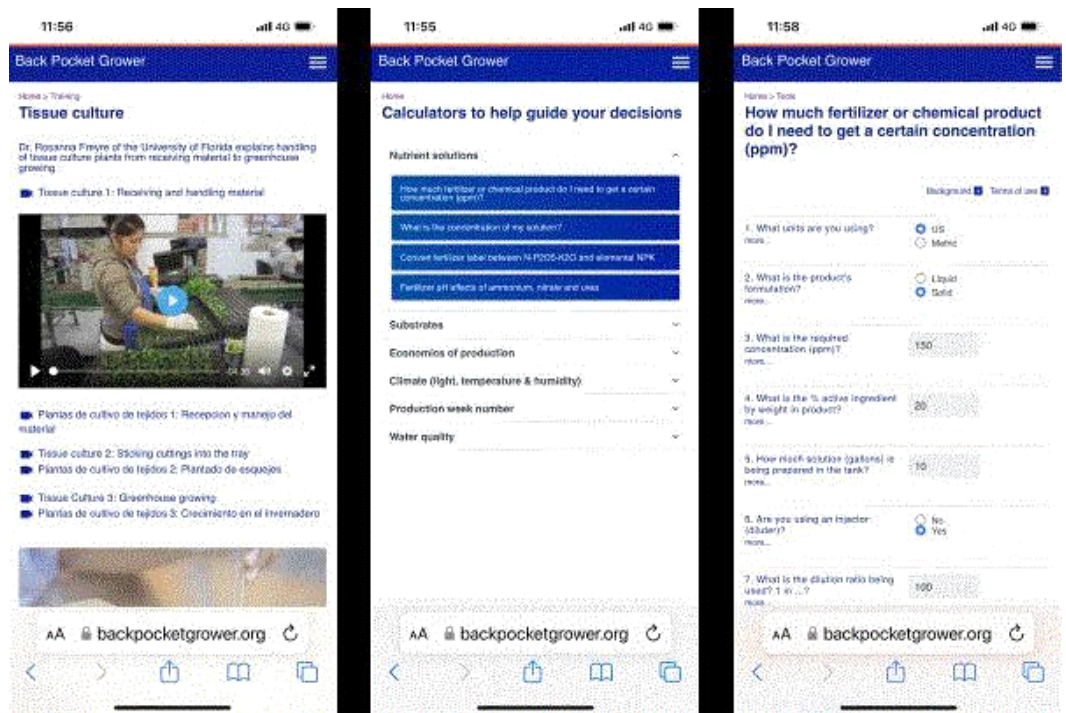 11:56
4G
Back Pocket Grower
Home > Training
Tissue culture
Dr. Rosanna Freyre of the University of Florida explains handling
of tissue culture plants from receiving material to greenhouse
growing
Tissue culture 1: Receiving and handling material
04:36
Plantas de cultivo de tejidos 1: Recepcion y manejo del
material
Tissue culture 2: Sticking cuttings into the tray
Plantas de cultivo de tejidos 2: Plantado de esquejes
Tissue Culture 3: Greenhouse growing
Plantas de cultivo de tejidos 3: Crecimiento en el invernadero
AA backpocketgrower.org
11:55
4G
Back Pocket Grower
Home
Calculators to help guide your decisions
Nutrient solutions
How much fertilizer or chemical product do I need to get a certain
concentration (ppm)?
What is the concentration of my solution?
Convert fertilizer label between N-P2O5-K2O and elemental NPK
Fertilizer pH affects of ammonium, nitrate and urea
Substrates
Economics of production
Climate (light, temperature & humidity)
Production week number
Water quality
AA backpocketgrower.org
11:58
4G
Back Pocket Grower
Home > Tools
How much fertilizer or chemical product
do I need to get a certain concentration
(ppm)?
Background Terms of use
1. What units are you using?
more...
US
Metric
2. What is the product's
formulation?
more...
Liquid
Solid
3. What is the required
concentration (ppm)?
more...
150
4. What is the % active ingredient
by weight in product?
more...
20
5. How much solution (gallons) is
being prepared in the tank?
more...
10
6. Are you using an injector
(diluter)?
more...
No
Yes
7. What is the dilution ratio being
used? 1 in ...?
more...
100
AA backpocketgrower.org